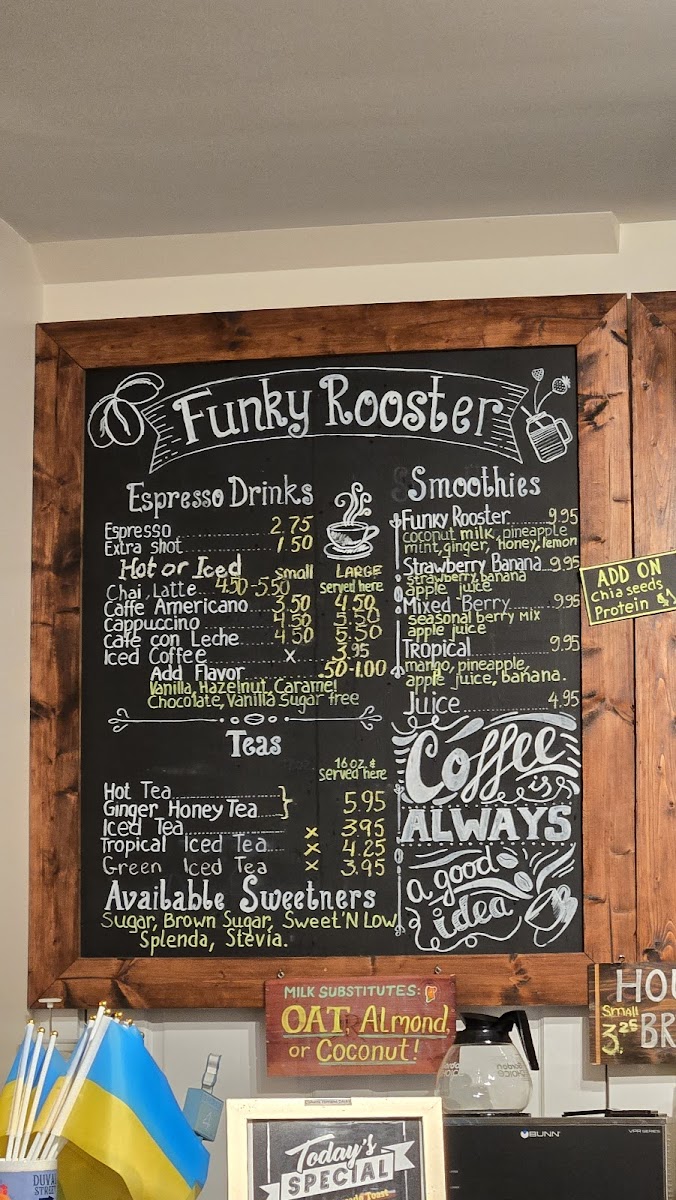 Funky Rooster
Espresso Drinks
Espresso 2.75
Extra shot 1.50
Hot or Iced small LARGE
served here
Chai Latte 4.50-5.50
Caffe Americano 3.50 4.50
Cappuccino 4.50 5.50
Cafe con Leche 4.50 5.50
Iced Coffee x 3.95
Add Flavor .50-1.00
Vanilla, Hazelnut, Caramel
Chocolate, Vanilla Sugar free
Teas
16 oz. &
Served here
Hot Tea
Ginger Honey Tea } 5.95
Iced Tea x 3.95
Tropical Iced Tea x 4.25
Green Iced Tea x 3.95
Available Sweetners
Sugar, Brown Sugar, Sweet'N Low,
Splenda, Stevia.
Smoothies
Funky Rooster 9.95
coconut milk, pineapple
mint, ginger, honey, lemon
Strawberry Banana 9.95
strawberry, banana
apple juice
Mixed Berry 9.95
seasonal berry mix
apple juice
Tropical 9.95
mango, pineapple,
apple juice, banana.
Juice 4.95
Coffee
is
ALWAYS
a good
idea
ADD ON
chia seeds
Protein
MILK SUBSTITUTES:
OAT, Almond,
or Coconut!
HOU
Small
3.25 BR
Today's
SPECIAL
Toast
BUNN
VPR SERIES
DUVA
STREE